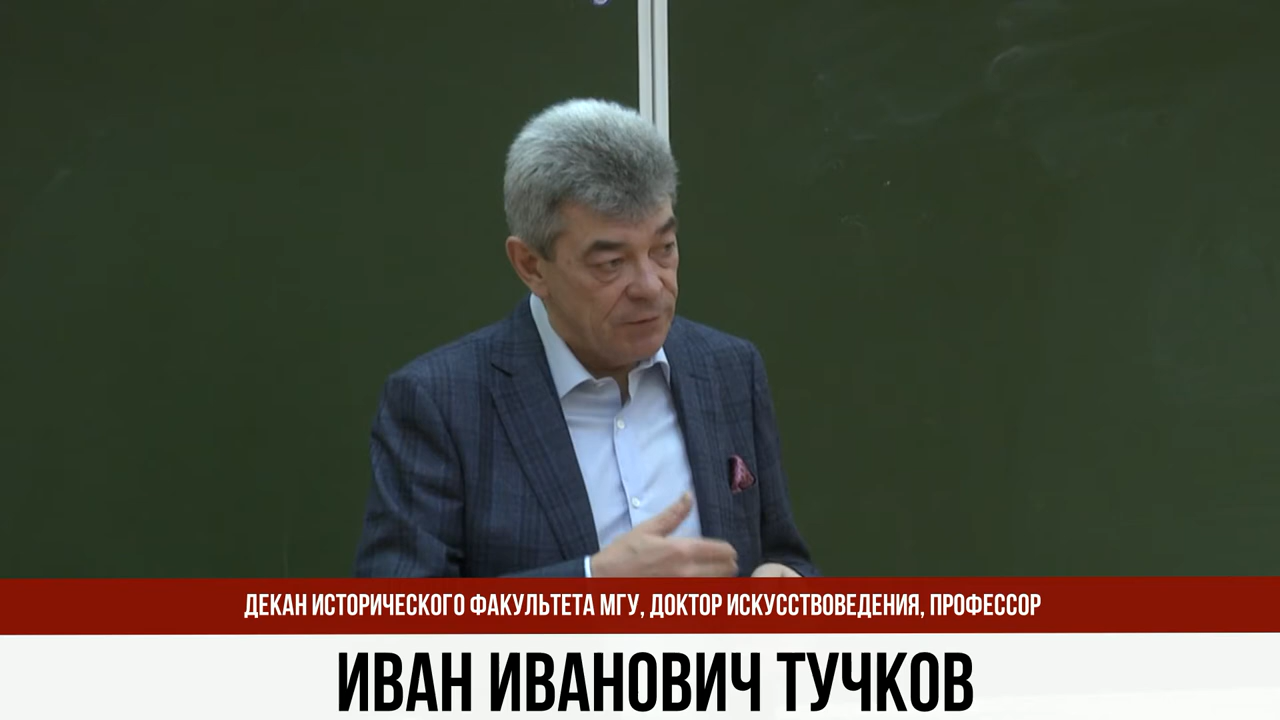 ДЕКАН ИСТОРИЧЕСКОГО ФАКУЛЬТЕТА МГУ, ДОКТОР ИСКУССТВОВЕДЕНИЯ, ПРОФЕССОР
ИВАН ИВАНОВИЧ ТУЧКОВ